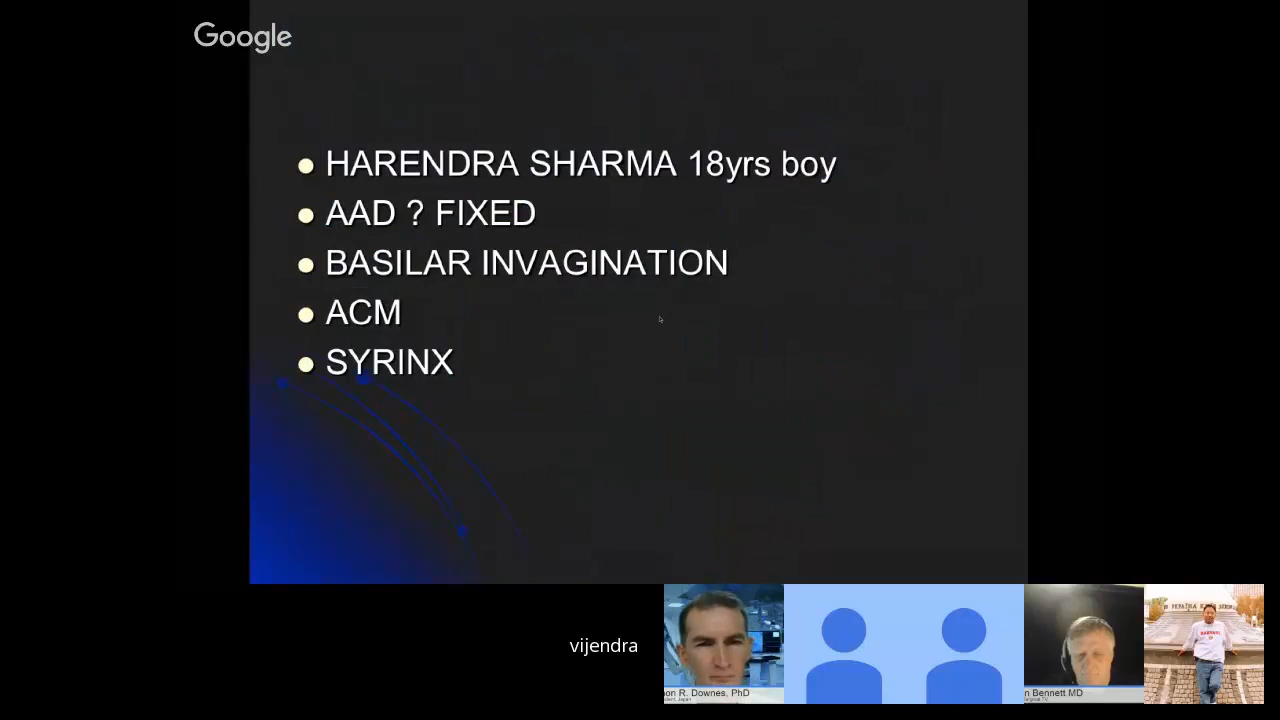 Google
HARENDRA SHARMA 18yrs boy
AAD ? FIXED
BASILAR INVAGINATION
ACM
SYRINX
vijendra
on R. Downes, PhD
n Bennett MD